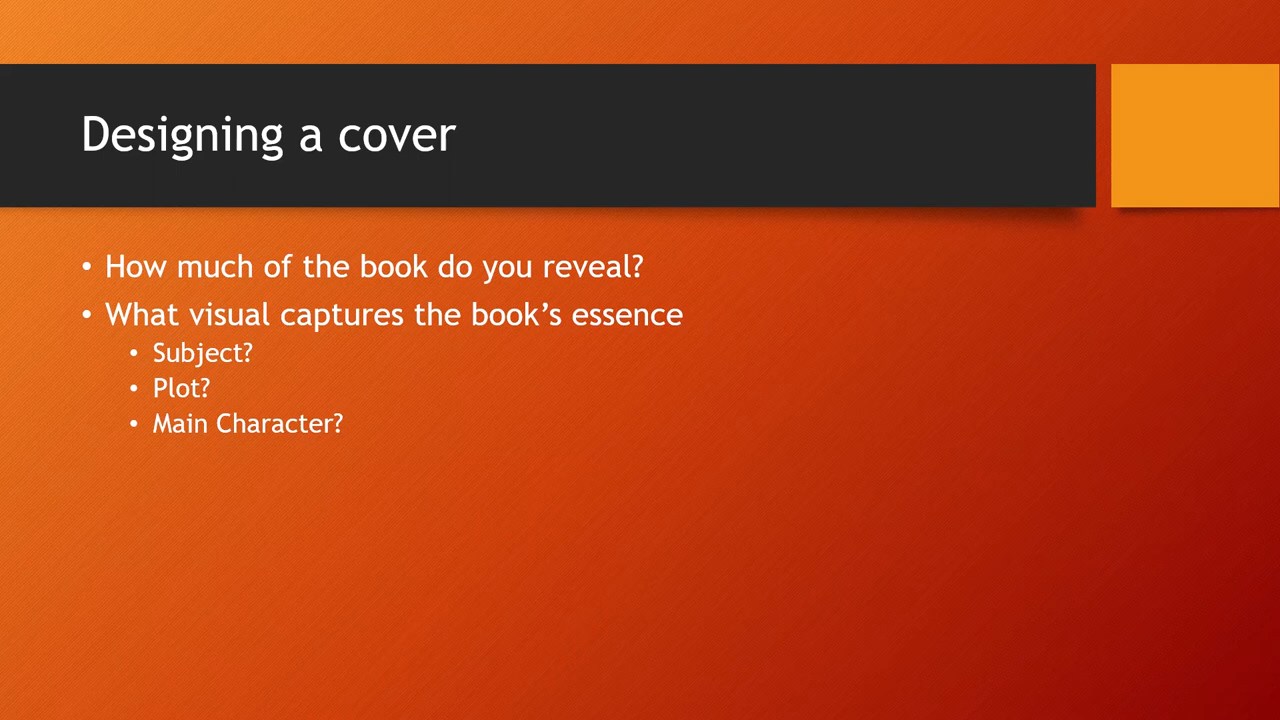 Designing a cover
• How much of the book do you reveal?
• What visual captures the book’s essence
• Subject?
• Plot?
• Main Character?